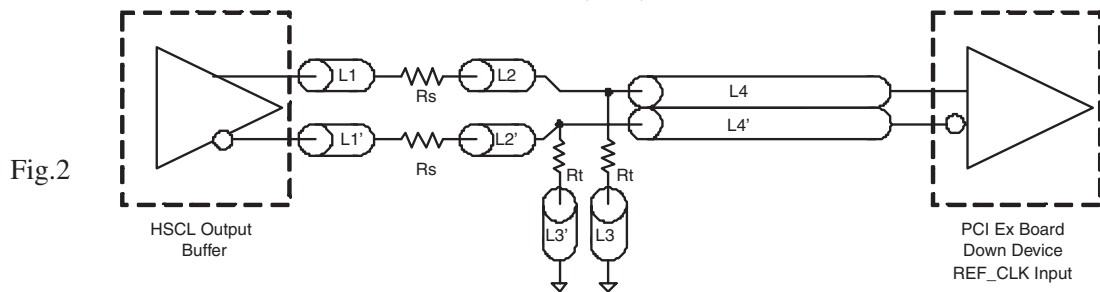 L1
Rs
L2
L4
L1'
Rs
L2'
L4'
Rt
Rt
L3'
L3
Fig.2
HSCL Output
Buffer
PCI Ex Board
Down Device
REF_CLK Input